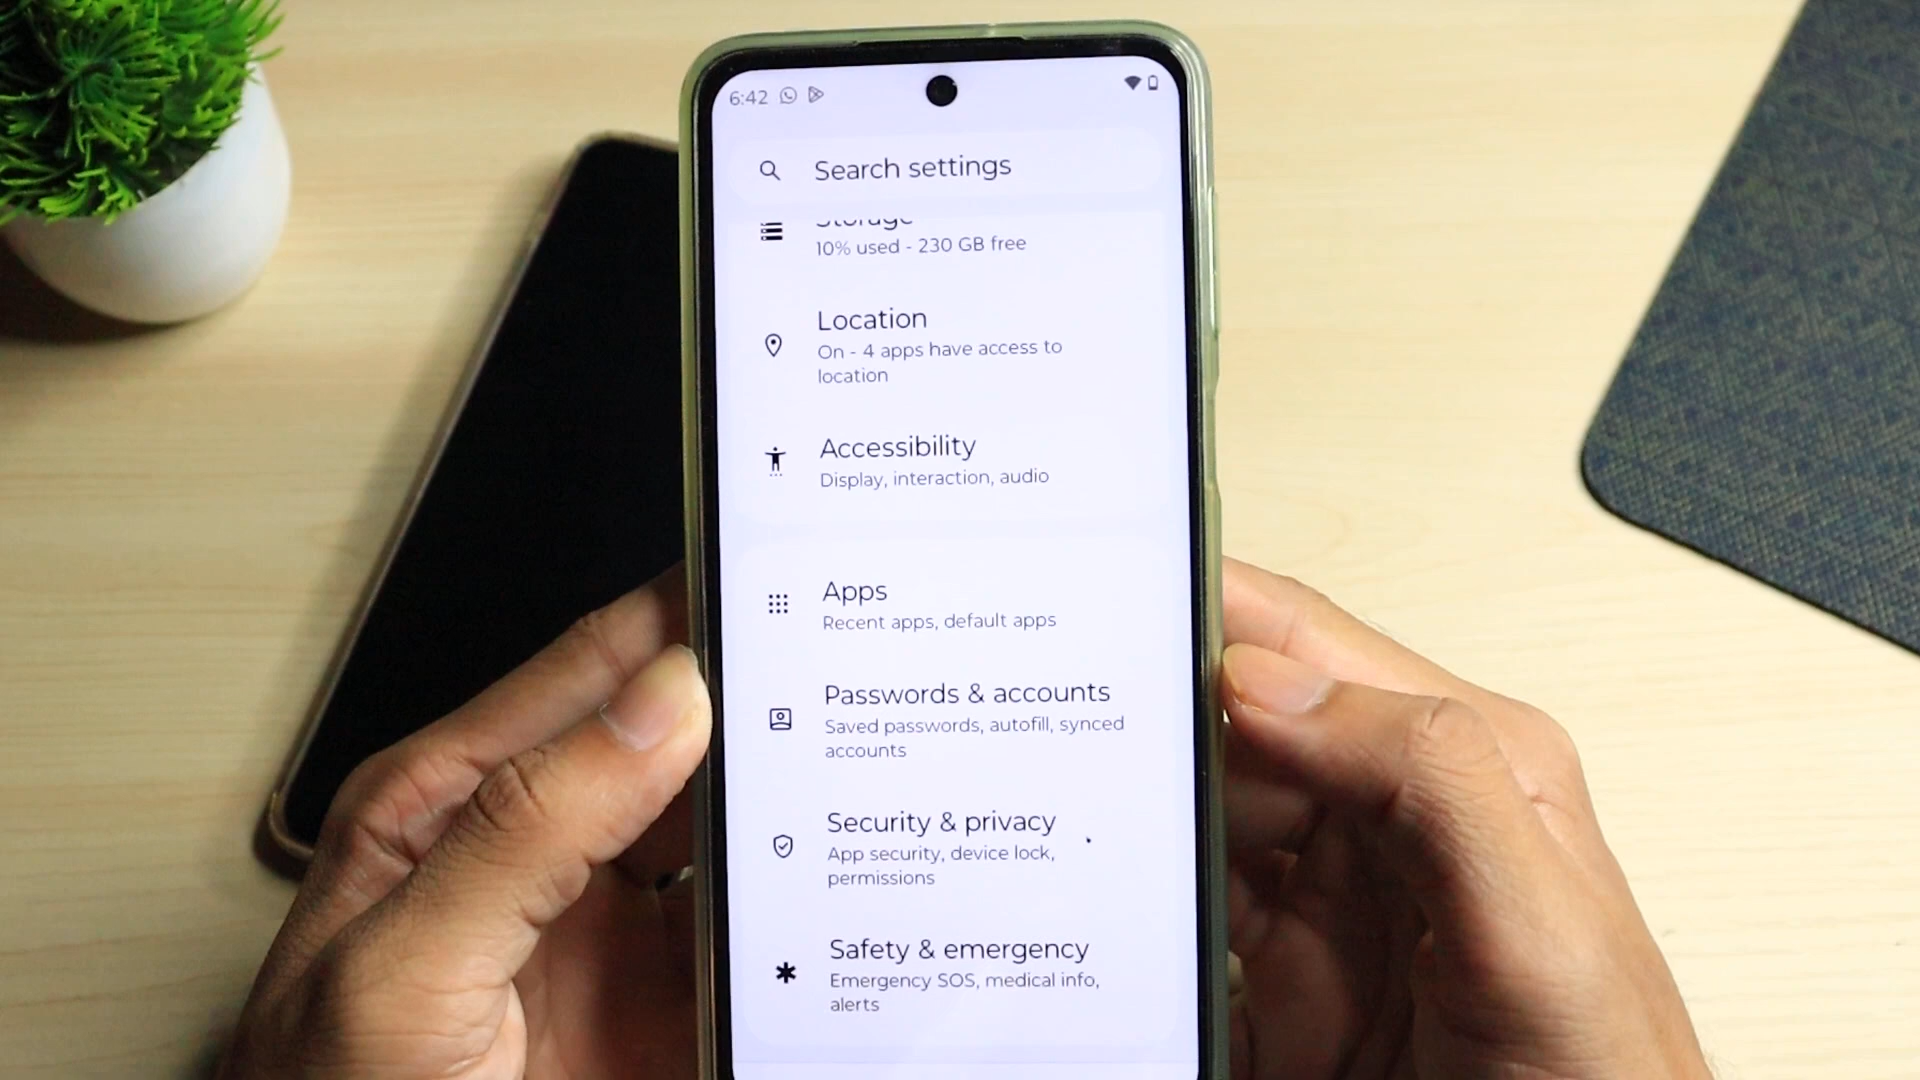 6:42
Search settings
Storage
10% used - 230 GB free
Location
On - 4 apps have access to
location
Accessibility
Display, interaction, audio
Apps
Recent apps, default apps
Passwords & accounts
Saved passwords, autofill, synced
accounts
Security & privacy
App security, device lock,
permissions
Safety & emergency
Emergency SOS, medical info,
alerts